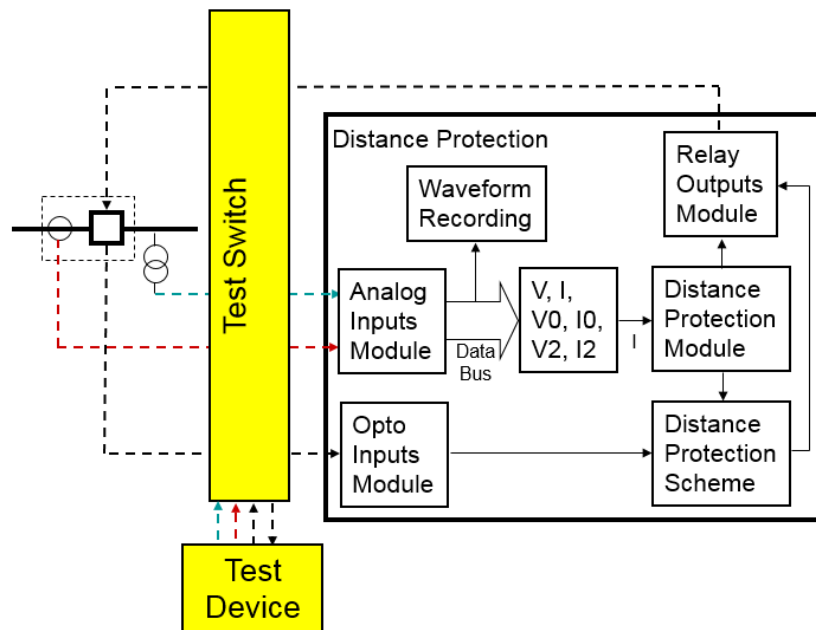 Test Switch
Distance Protection
Waveform
Recording
Relay
Outputs
Module
Analog
Inputs
Module
Data
Bus
V, I,
V0, I0,
V2, I2
I
Distance
Protection
Module
Opto
Inputs
Module
Distance
Protection
Scheme
Test
Device